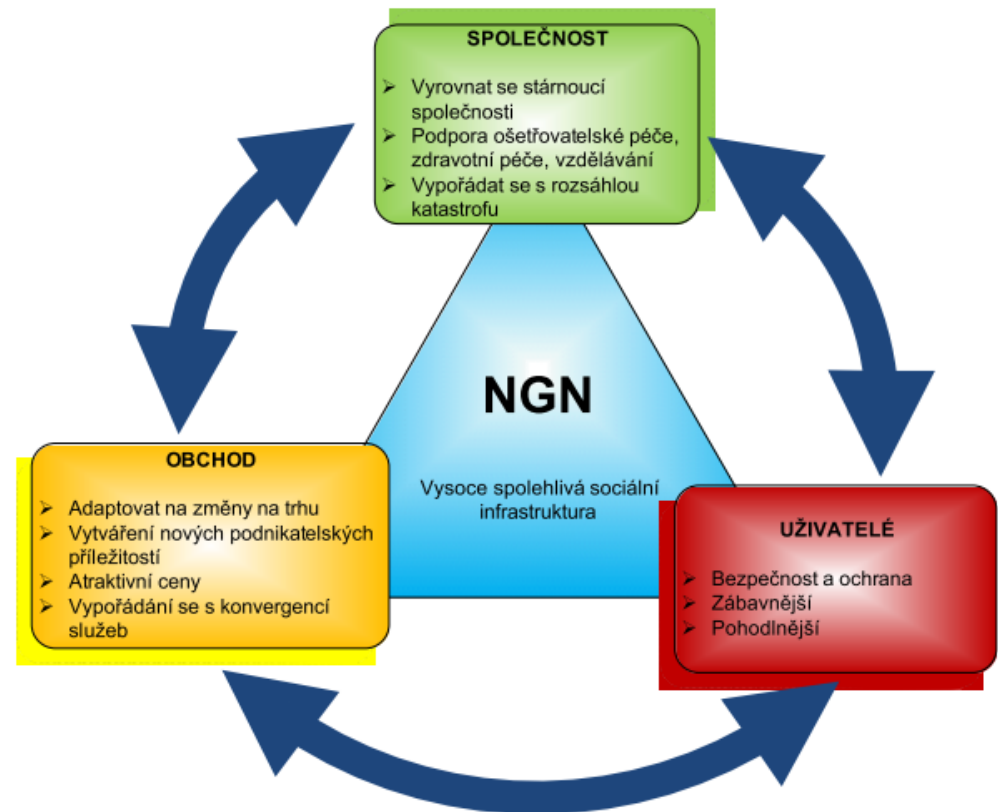 SPOLEČNOST
➢ Vyrovnat se stárnoucí
společnosti
➢ Podpora ošetřovatelské péče,
zdravotní péče, vzdělávání
➢ Vypořádat se s rozsáhlou
katastrofu
NGN
Vysoce spolehlivá sociální
infrastruktura
OBCHOD
➢ Adaptovat na změny na trhu
➢ Vytváření nových podnikatelských
příležitostí
➢ Atraktivní ceny
➢ Vypořádání se s konvergencí
služeb
UŽIVATELÉ
➢ Bezpečnost a ochrana
➢ Zábavnější
➢ Pohodlnější